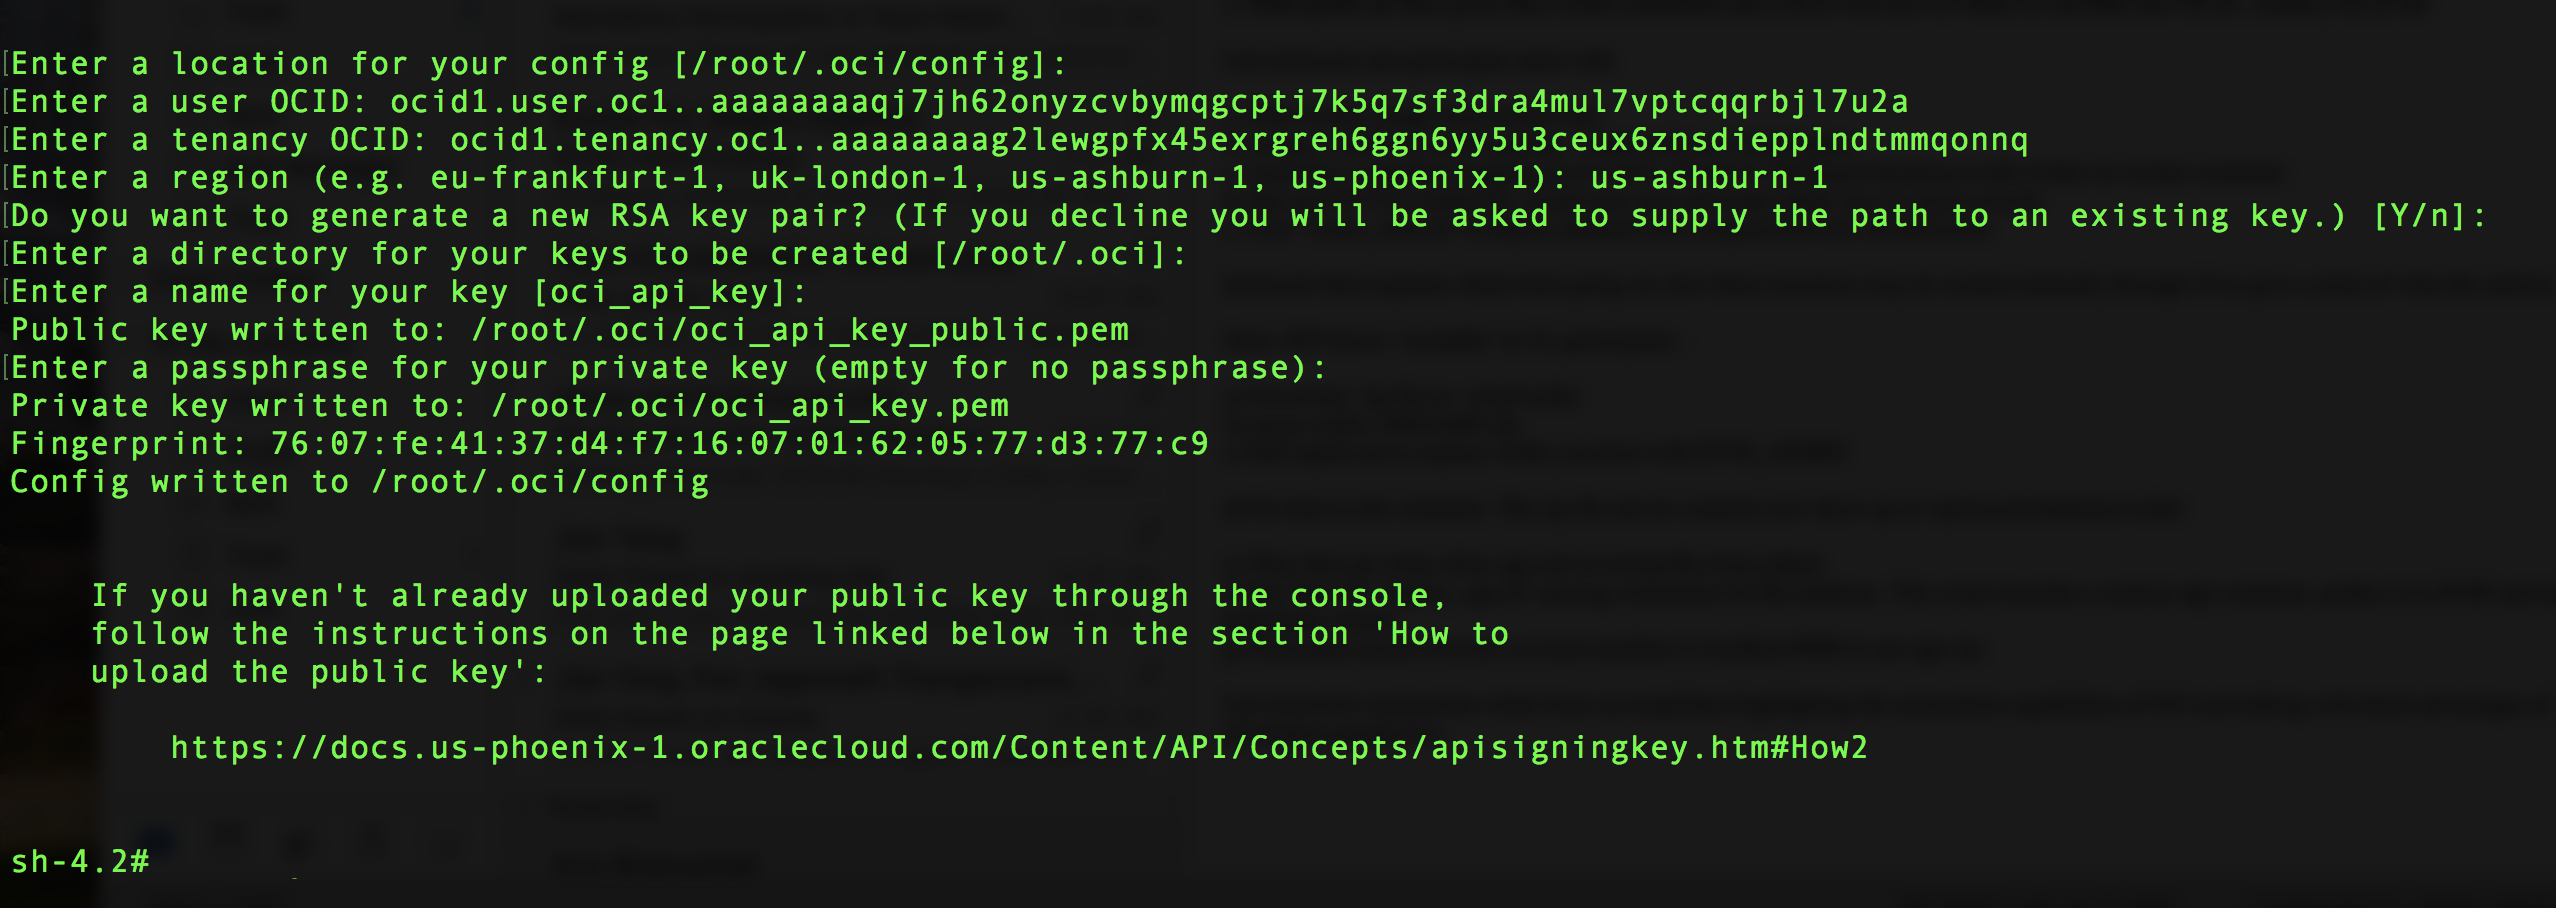 [Enter a location for your config [/root/.oci/config]:
[Enter a user OCID: ocid1.user.oc1..aaaaaaaaqj7jh62onyzcvbymqgcptj7k5q7sf3dra4mul7vptcqqrbjl7u2a
[Enter a tenancy OCID: ocid1.tenancy.oc1..aaaaaaaag2lewgpfx45exrgreh6ggn6yy5u3ceux6znsdiepplndtmmqonnq
[Enter a region (e.g. eu-frankfurt-1, uk-london-1, us-ashburn-1, us-phoenix-1): us-ashburn-1
[Do you want to generate a new RSA key pair? (If you decline you will be asked to supply the path to an existing key.) [Y/n]:
[Enter a directory for your keys to be created [/root/.oci]:
[Enter a name for your key [oci_api_key]:
Public key written to: /root/.oci/oci_api_key_public.pem
[Enter a passphrase for your private key (empty for no passphrase):
Private key written to: /root/.oci/oci_api_key.pem
Fingerprint: 76:07:fe:41:37:d4:f7:16:07:01:62:05:77:d3:77:c9
Config written to /root/.oci/config
If you haven't already uploaded your public key through the console,
follow the instructions on the page linked below in the section 'How to
upload the public key':
https://docs.us-phoenix-1.oraclecloud.com/Content/API/Concepts/apisigningkey.htm#How2
sh-4.2#